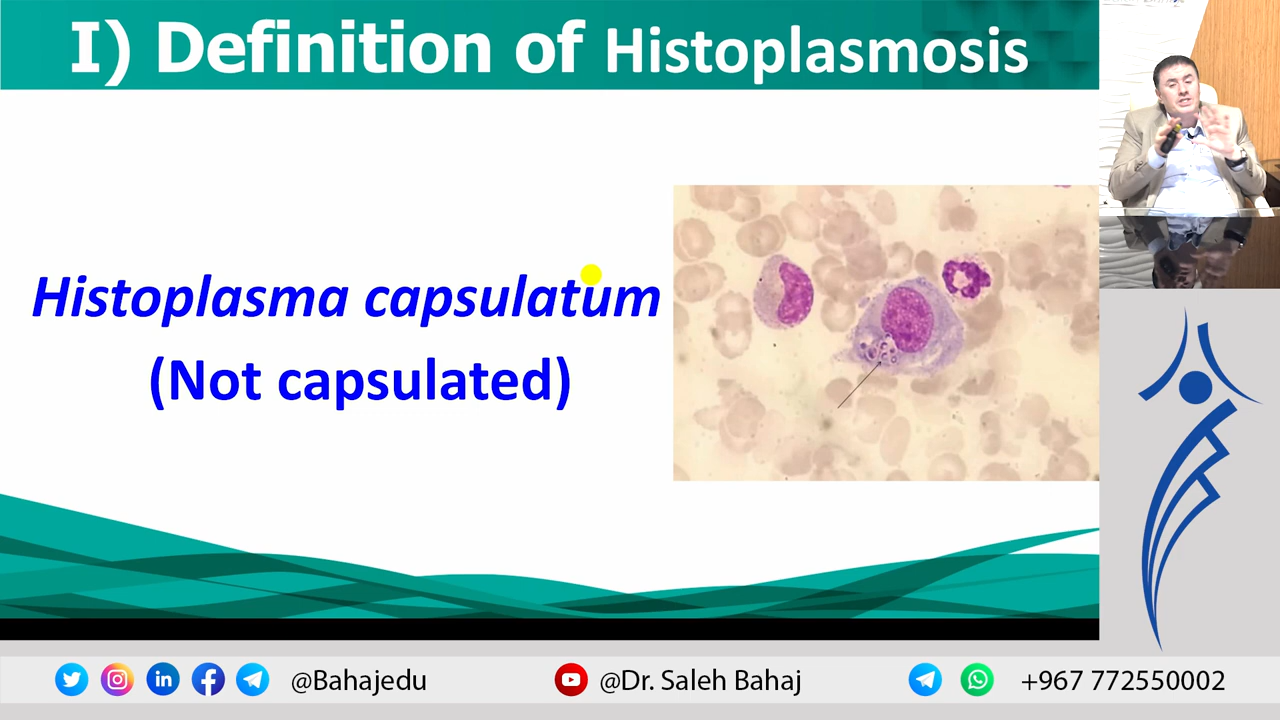 I) Definition of Histoplasmosis
Histoplasma capsulatum
(Not capsulated)
@Bahajedu
@Dr. Saleh Bahaj
+967 772550002